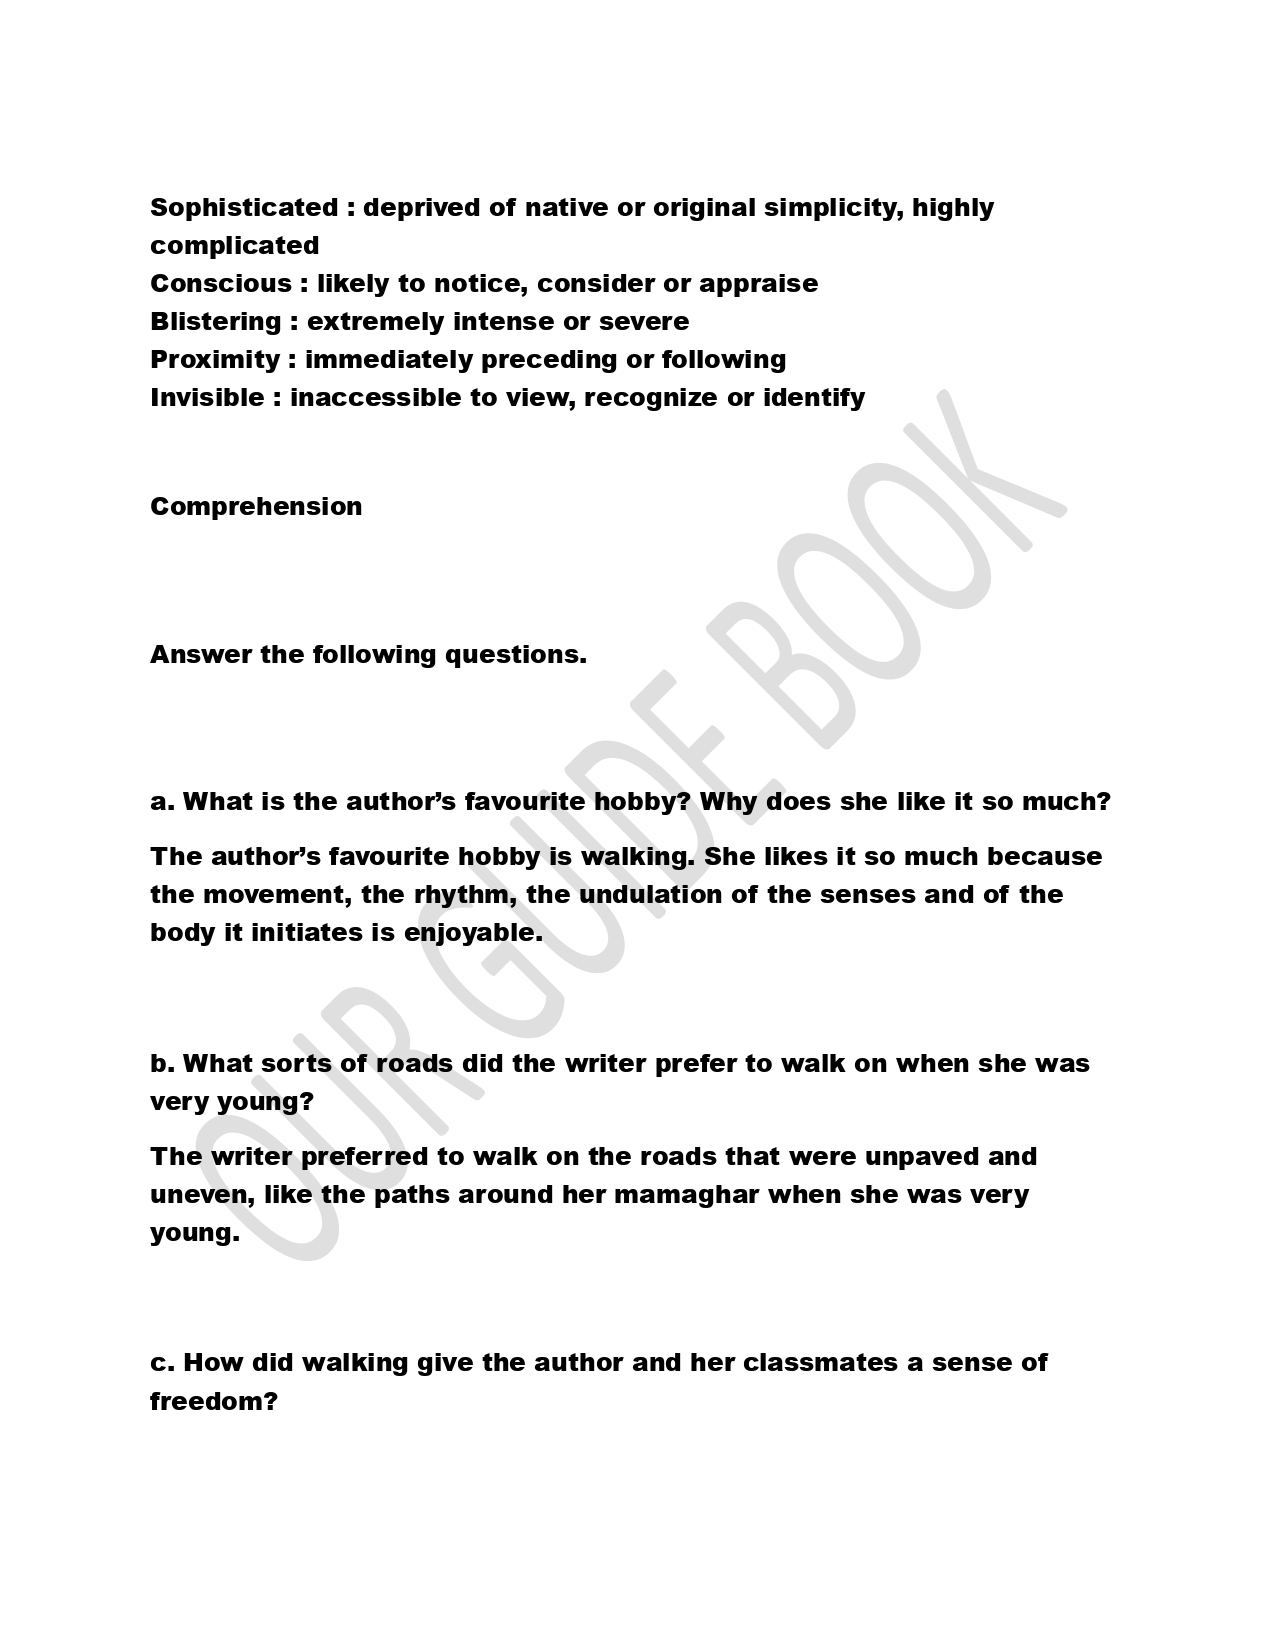 Sophisticated : deprived of native or original simplicity, highly
complicated
Conscious : likely to notice, consider or appraise
Blistering : extremely intense or severe
Proximity : immediately preceding or following
Invisible : inaccessible to view, recognize or identify
Comprehension
Answer the following questions.
a. What is the author’s favourite hobby? Why does she like it so much?
The author’s favourite hobby is walking. She likes it so much because
the movement, the rhythm, the undulation of the senses and of the
body it initiates is enjoyable.
b. What sorts of roads did the writer prefer to walk on when she was
very young?
The writer preferred to walk on the roads that were unpaved and
uneven, like the paths around her mamaghar when she was very
young.
c. How did walking give the author and her classmates a sense of
freedom?
OUR GUIDE BOOK